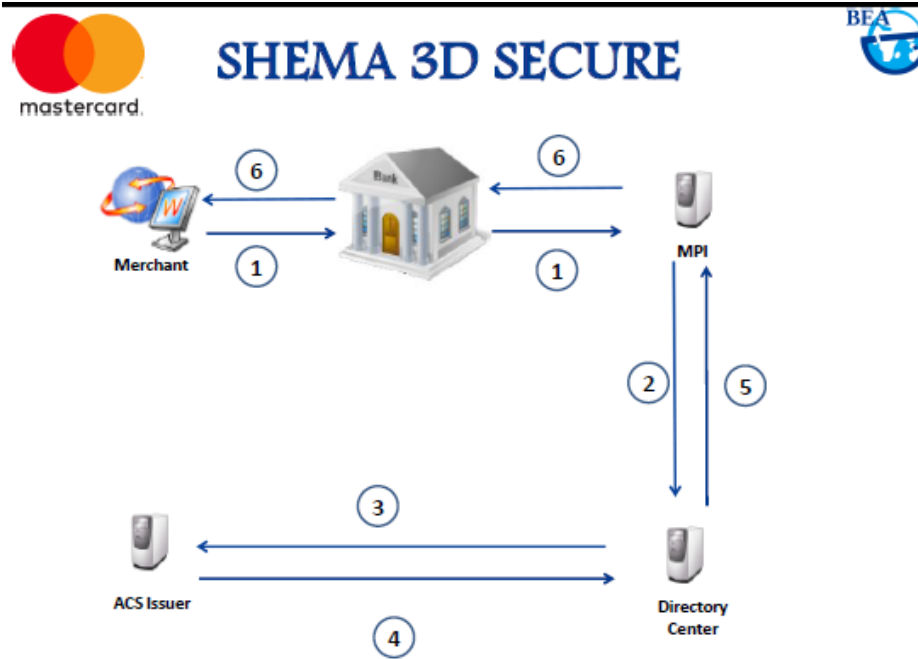 BEA
SHEMA 3D SECURE
mastercard.
6
6
Bank
W
Merchant
1
1
MPI
2
5
3
ACS Issuer
4
Directory
Center